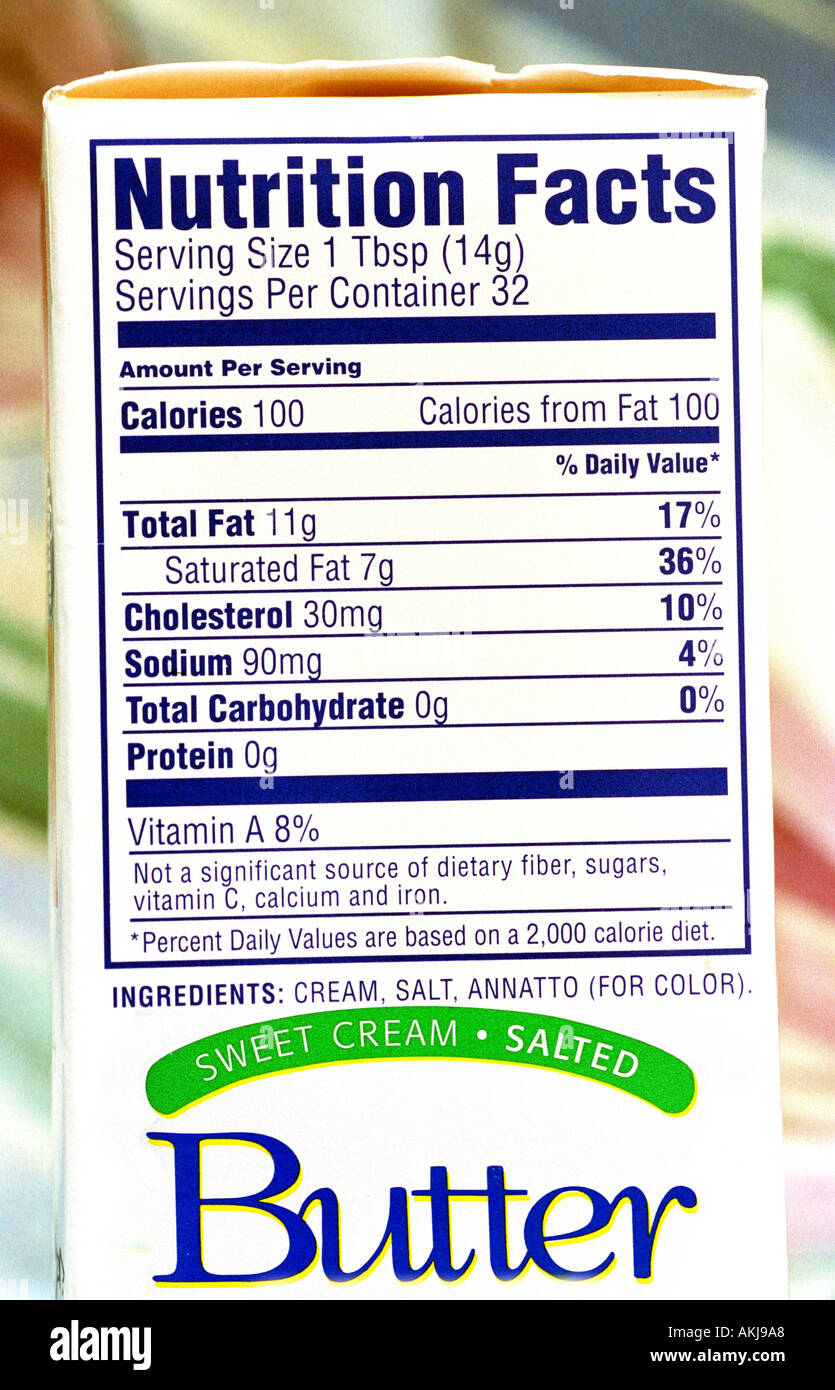 Nutrition Facts
Serving Size 1 Tbsp (14g)
Servings Per Container 32
Amount Per Serving
Calories 100 Calories from Fat 100
% Daily Value*
Total Fat 11g 17%
Saturated Fat 7g 36%
Cholesterol 30mg 10%
Sodium 90mg 4%
Total Carbohydrate 0g 0%
Protein 0g
Vitamin A 8%
Not a significant source of dietary fiber, sugars,
vitamin C, calcium and iron.
*Percent Daily Values are based on a 2,000 calorie diet.
INGREDIENTS: CREAM, SALT, ANNATTO (FOR COLOR).
SWEET CREAM • SALTED
Butter
alamy
Image ID: AKJ9A8
www.alamy.com